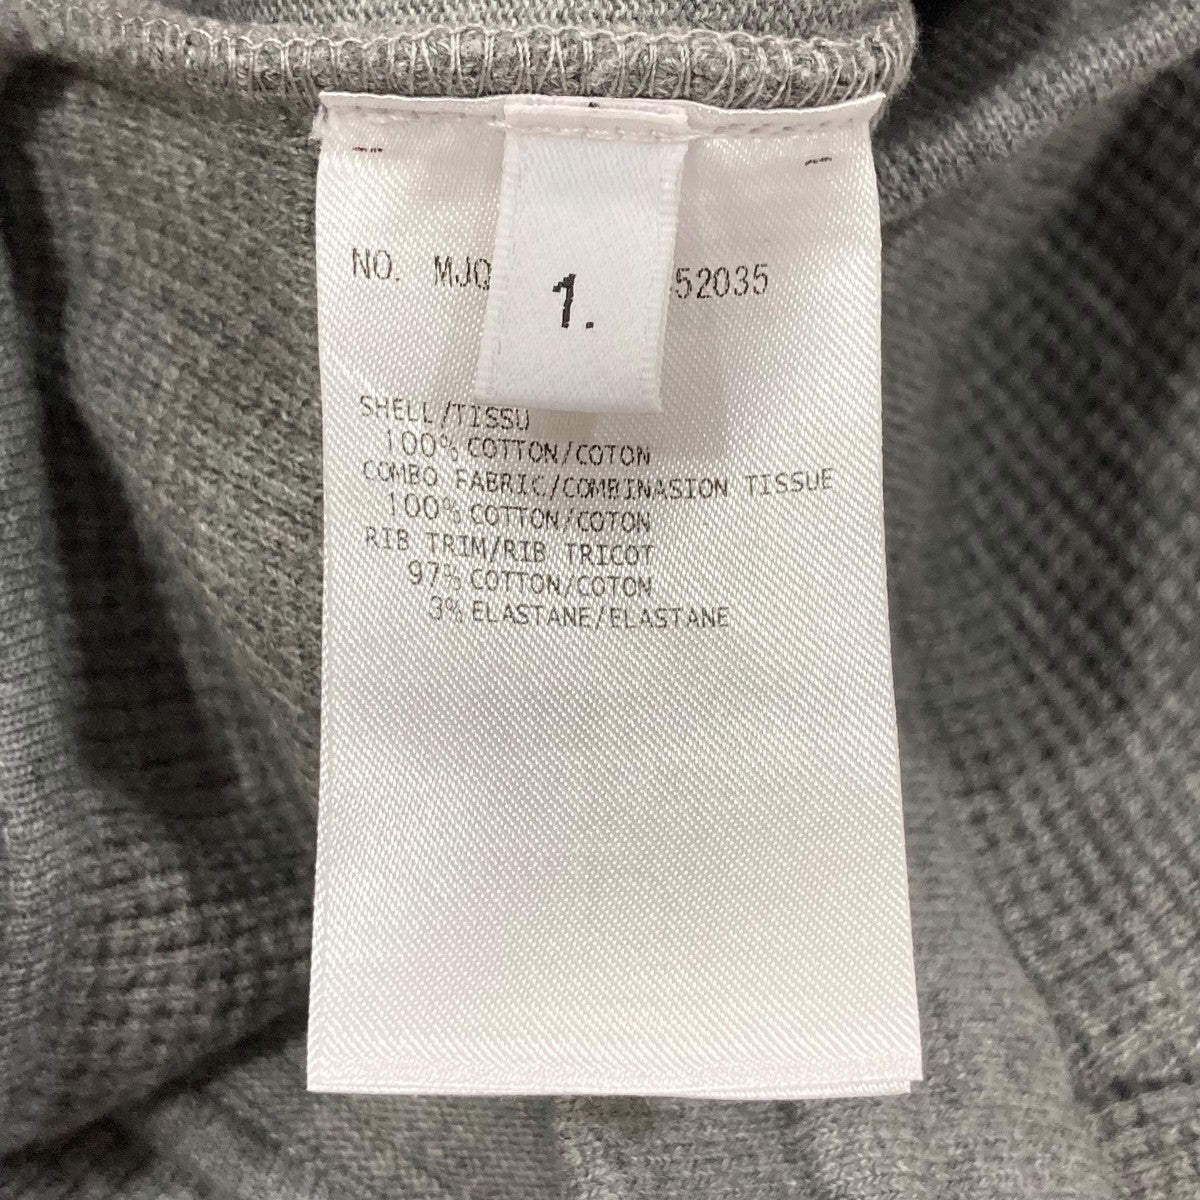 NO. MJQ 52035
1.
SHELL/TISSU
100% COTTON/COTON
COMBO FABRIC/COMBINASION TISSUE
100% COTTON/COTON
RIB TRIM/RIB TRICOT
97% COTTON/COTON
3% ELASTANE/ELASTANE